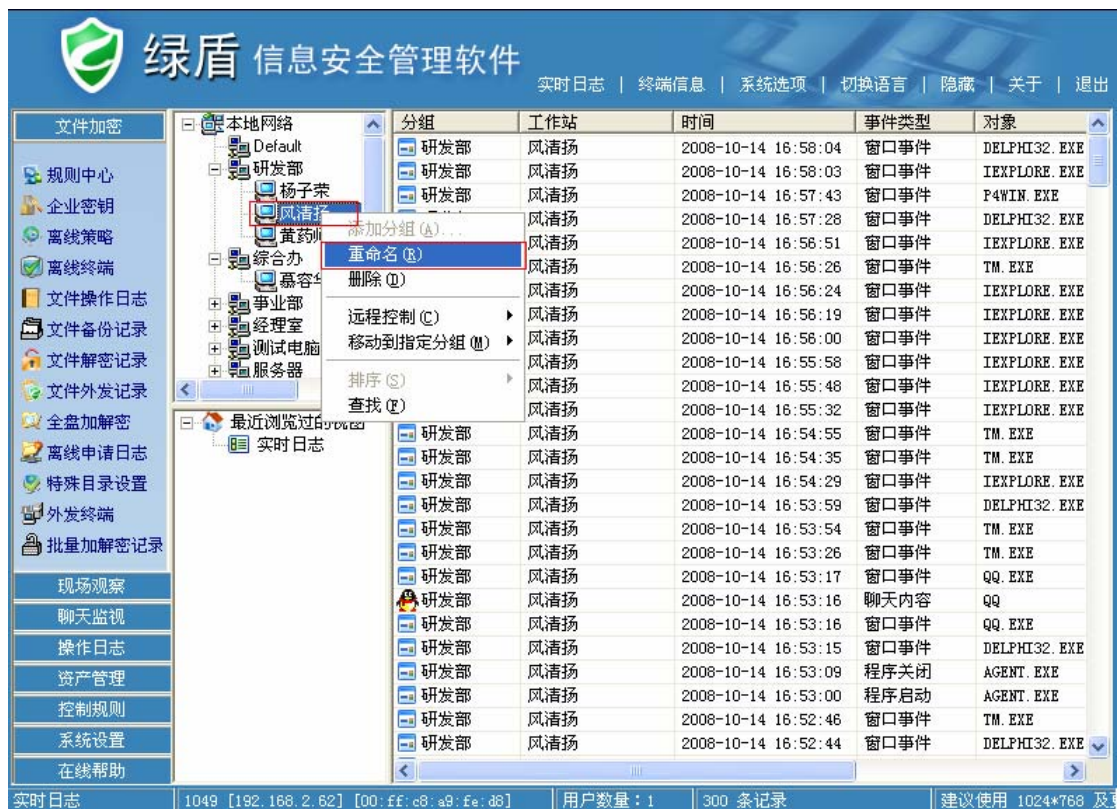 绿盾 信息安全管理软件
实时日志 | 终端信息 | 系统选项 | 切换语言 | 隐藏 | 关于 | 退出
文件加密
规则中心
企业密钥
离线策略
离线终端
文件操作日志
文件备份记录
文件解密记录
文件外发记录
全盘加解密
离线申请日志
特殊目录设置
外发终端
批量加解密记录
现场观察
聊天监视
操作日志
资产管理
控制规则
系统设置
在线帮助
本地网络
Default
研发部
杨子荣
风清扬
黄药师
综合办
慕容
事业部
经理室
测试电脑
服务器
最近浏览过的视图
实时日志
添加分组(A)...
重命名(R)
删除(D)
远程控制(C)
移动到指定分组(M)
排序(S)
查找(F)
分组 工作站 时间 事件类型 对象
研发部 风清扬 2008-10-14 16:58:04 窗口事件 DELPHI32.EXE
研发部 风清扬 2008-10-14 16:58:03 窗口事件 IEXPLORE.EXE
研发部 风清扬 2008-10-14 16:57:43 窗口事件 P4WIN.EXE
风清扬 2008-10-14 16:57:28 窗口事件 DELPHI32.EXE
风清扬 2008-10-14 16:56:51 窗口事件 IEXPLORE.EXE
风清扬 2008-10-14 16:56:26 窗口事件 TM.EXE
风清扬 2008-10-14 16:56:24 窗口事件 IEXPLORE.EXE
风清扬 2008-10-14 16:56:19 窗口事件 IEXPLORE.EXE
风清扬 2008-10-14 16:56:00 窗口事件 IEXPLORE.EXE
风清扬 2008-10-14 16:55:58 窗口事件 IEXPLORE.EXE
风清扬 2008-10-14 16:55:48 窗口事件 IEXPLORE.EXE
风清扬 2008-10-14 16:55:32 窗口事件 IEXPLORE.EXE
研发部 风清扬 2008-10-14 16:54:55 窗口事件 TM.EXE
研发部 风清扬 2008-10-14 16:54:35 窗口事件 TM.EXE
研发部 风清扬 2008-10-14 16:54:29 窗口事件 IEXPLORE.EXE
研发部 风清扬 2008-10-14 16:53:59 窗口事件 DELPHI32.EXE
研发部 风清扬 2008-10-14 16:53:54 窗口事件 TM.EXE
研发部 风清扬 2008-10-14 16:53:26 窗口事件 TM.EXE
研发部 风清扬 2008-10-14 16:53:17 窗口事件 QQ.EXE
研发部 风清扬 2008-10-14 16:53:16 聊天内容 QQ
研发部 风清扬 2008-10-14 16:53:16 窗口事件 QQ.EXE
研发部 风清扬 2008-10-14 16:53:15 窗口事件 DELPHI32.EXE
研发部 风清扬 2008-10-14 16:53:09 程序关闭 AGENT.EXE
研发部 风清扬 2008-10-14 16:53:00 程序启动 AGENT.EXE
研发部 风清扬 2008-10-14 16:52:46 窗口事件 TM.EXE
研发部 风清扬 2008-10-14 16:52:44 窗口事件 DELPHI32.EXE
实时日志 1049 [192.168.2.62] [00:ff:c8:a9:fe:d8] 用户数量：1 300 条记录 建议使用 1024*768 及